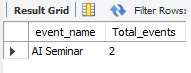 Result Grid Filter Rows:
event_name Total_events
AI Seminar 2